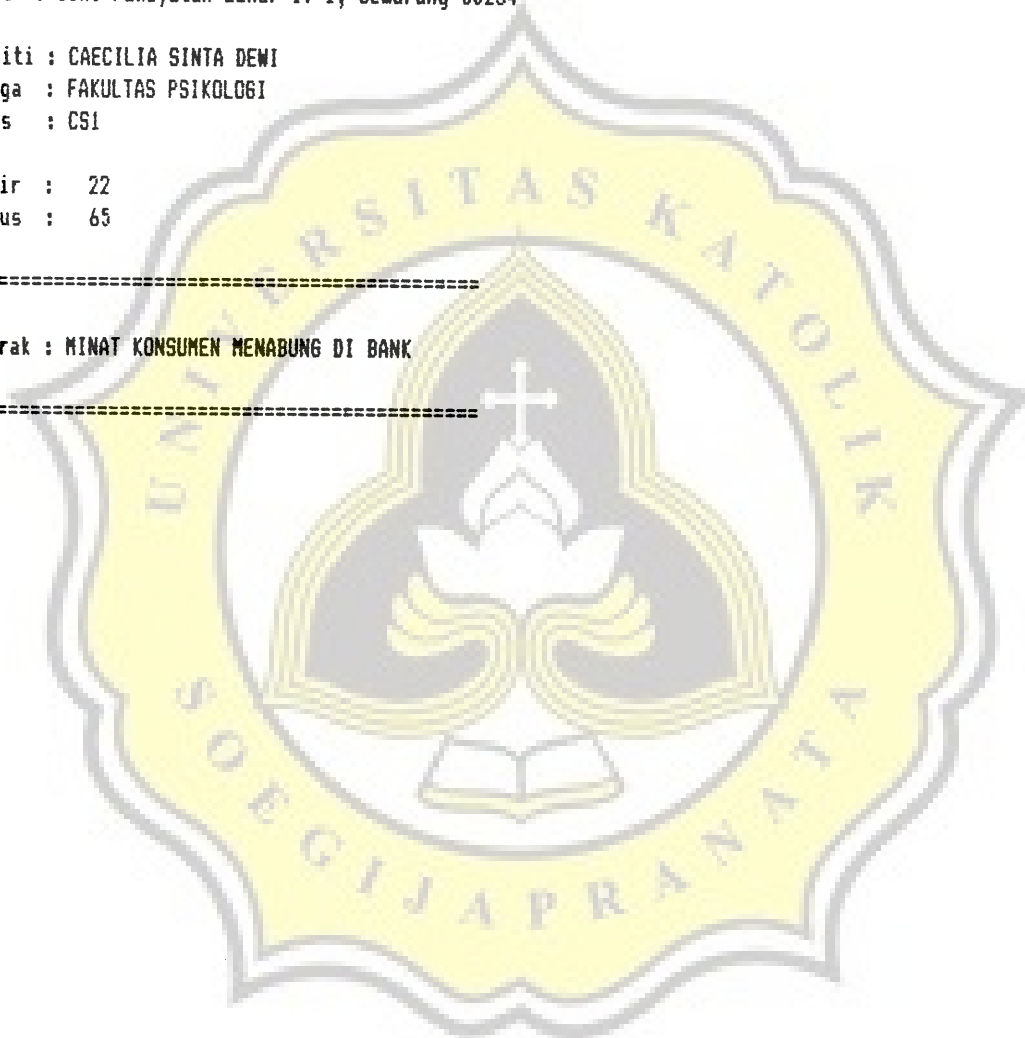 iti : CAECILIA SINTA DEWI
ga : FAKULTAS PSIKOLOGI
s : CS1
ir : 22
us : 65
================================================
rak : MINAT KONSUMEN MENABUNG DI BANK
================================================
UNIVERSITAS KATOLIK
SOEGIJAPRANATA